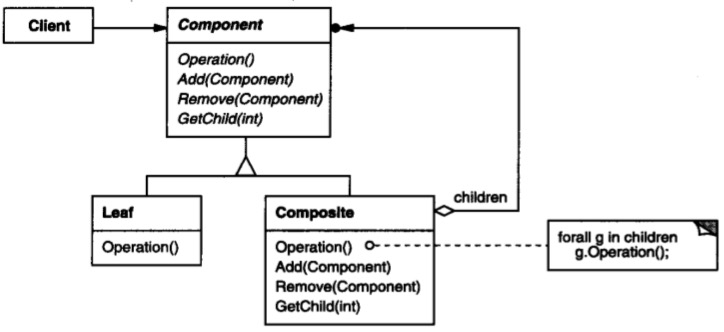 Client
Component
Operation()
Add(Component)
Remove(Component)
GetChild(int)
Leaf
Operation()
Composite
Operation()
Add(Component)
Remove(Component)
GetChild(int)
children
forall g in children
g.Operation();